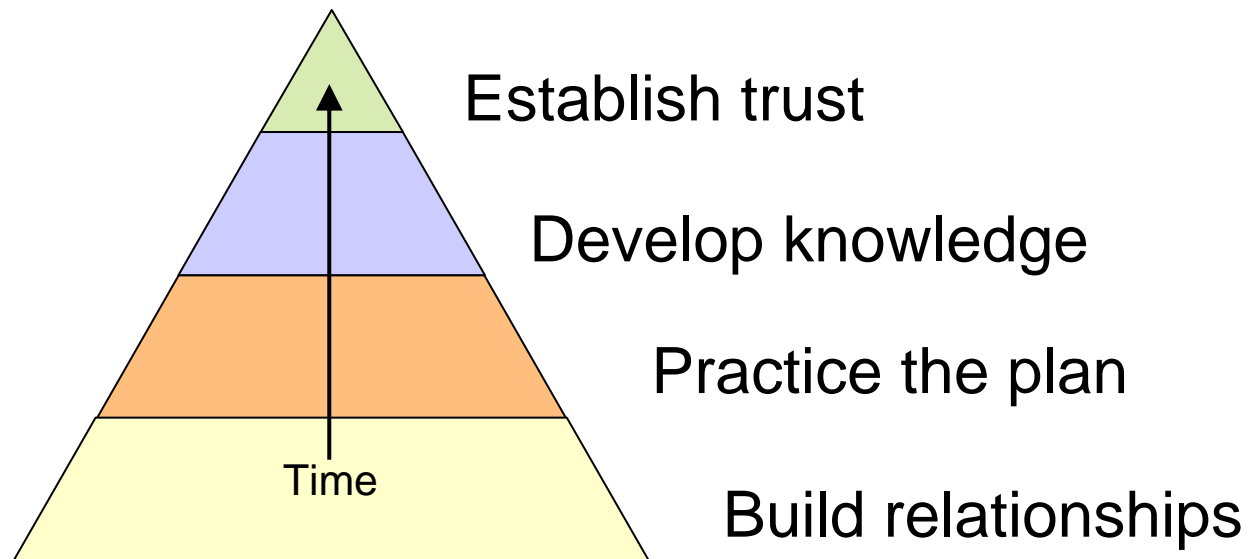 Establish trust
Develop knowledge
Practice the plan
Time
Build relationships